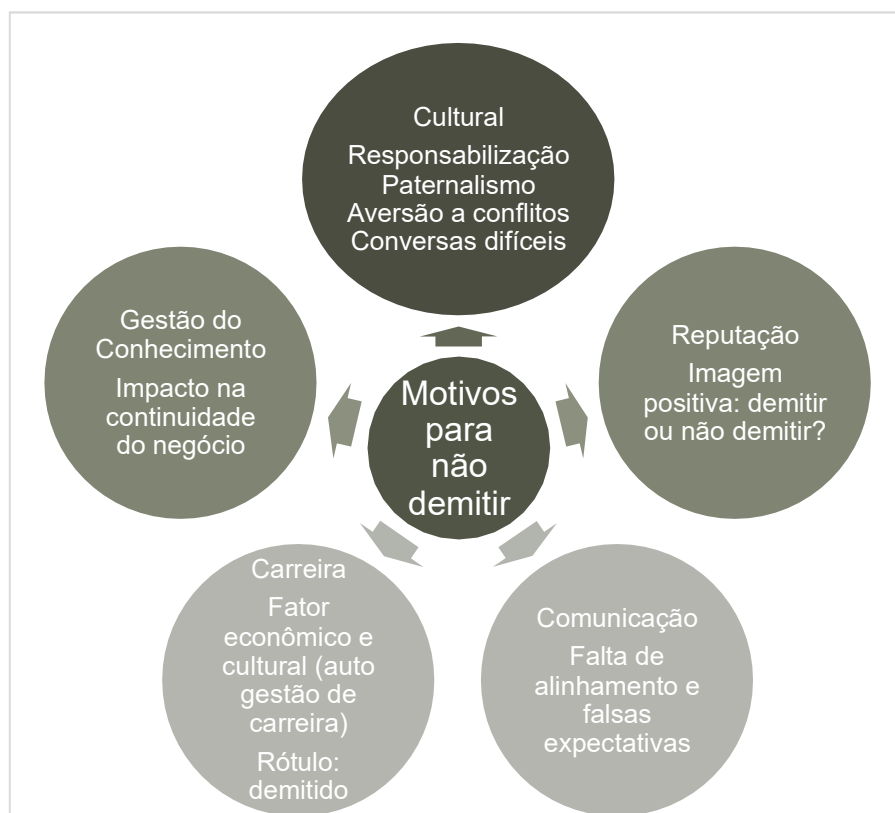 Cultural
Responsabilização
Paternalismo
Aversão a conflitos
Conversas difíceis
Gestão do
Conhecimento
Impacto na
continuidade
do negócio
Reputação
Imagem
positiva: demitir
ou não demitir?
Motivos
para
não
demitir
Carreira
Fator
econômico e
cultural (auto
gestão de
carreira)
Rótulo:
demitido
Comunicação
Falta de
alinhamento e
falsas
expectativas